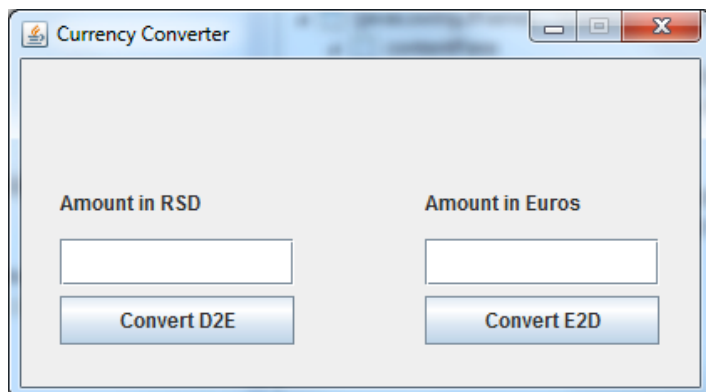 Currency Converter
Amount in RSD
Amount in Euros
Convert D2E
Convert E2D